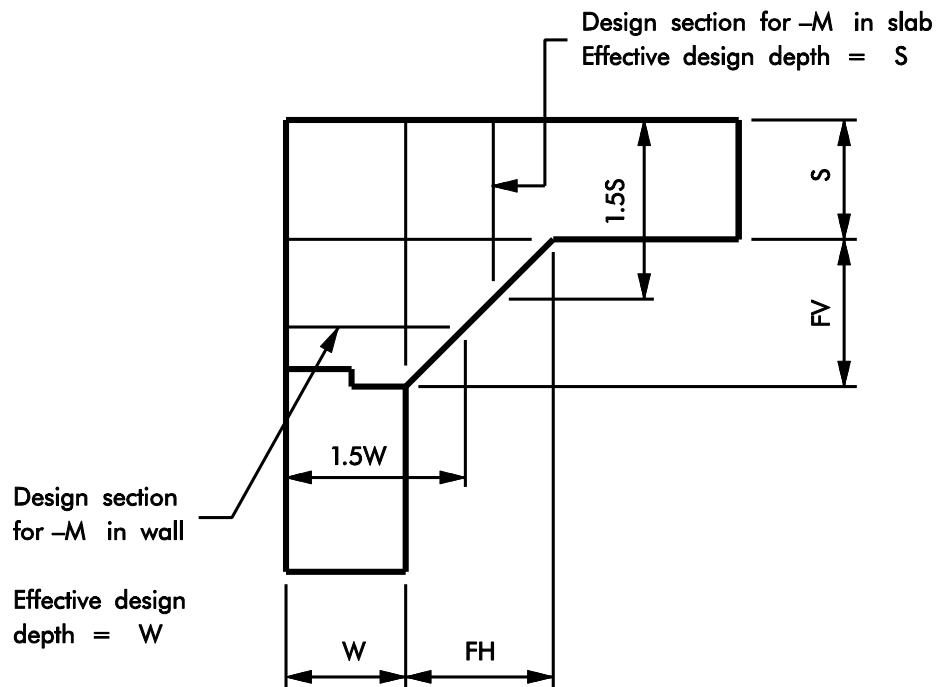 Design section for –M in slab
Effective design depth = S
1.5S
S
FV
1.5W
Design section
for –M in wall
Effective design
depth = W
W
FH